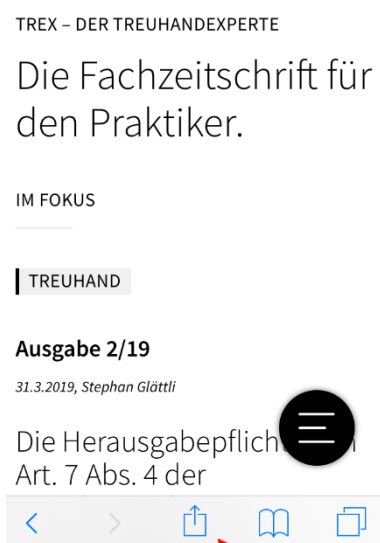 TREX – DER TREUHANDEXPERTE
Die Fachzeitschrift für
den Praktiker.
IM FOKUS
TREUHAND
Ausgabe 2/19
31.3.2019, Stephan Glättli
Die
Art. 7 Abs. 4 der